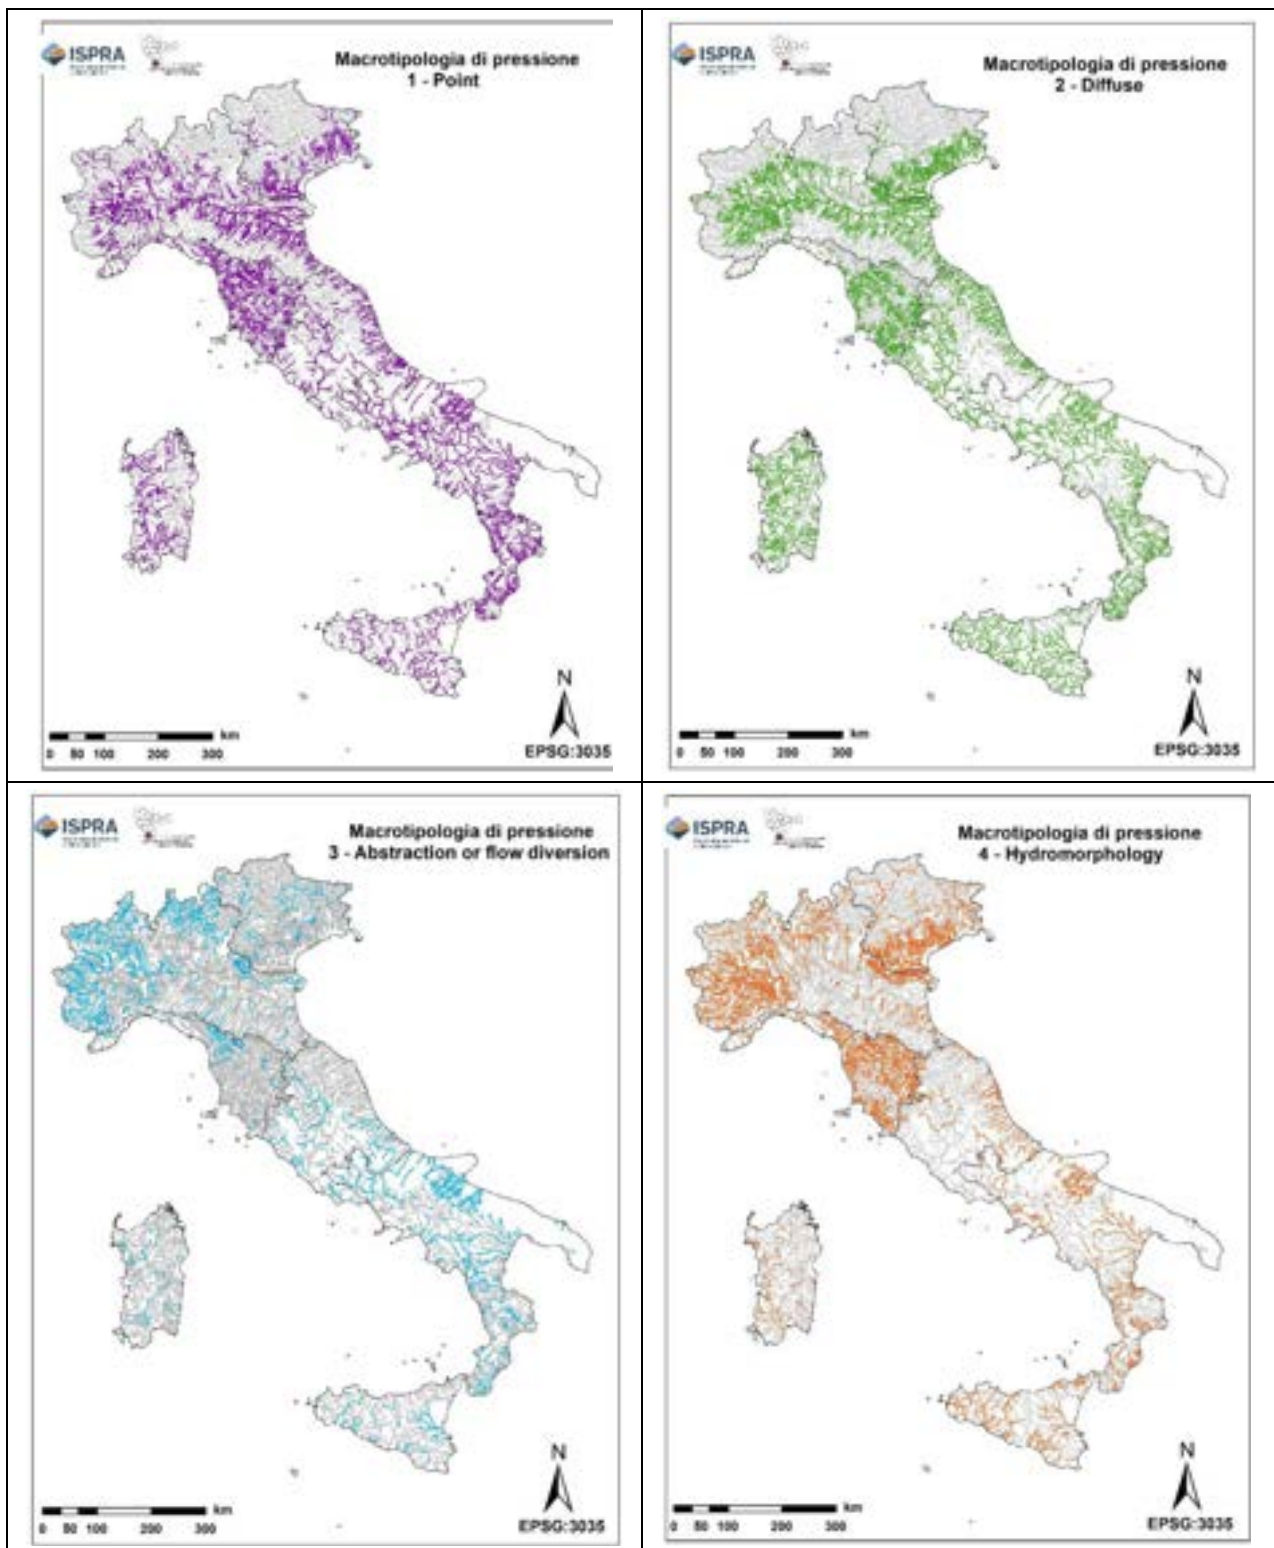 ISPRA
Macrotipologia di pressione
1 - Point
N
km
0 50 100 200 300
EPSG:3035
ISPRA
Macrotipologia di pressione
2 - Diffuse
N
km
0 50 100 200 300
EPSG:3035
ISPRA
Macrotipologia di pressione
3 - Abstraction or flow diversion
N
km
0 50 100 200 300
EPSG:3035
ISPRA
Macrotipologia di pressione
4 - Hydromorphology
N
km
0 50 100 200 300
EPSG:3035